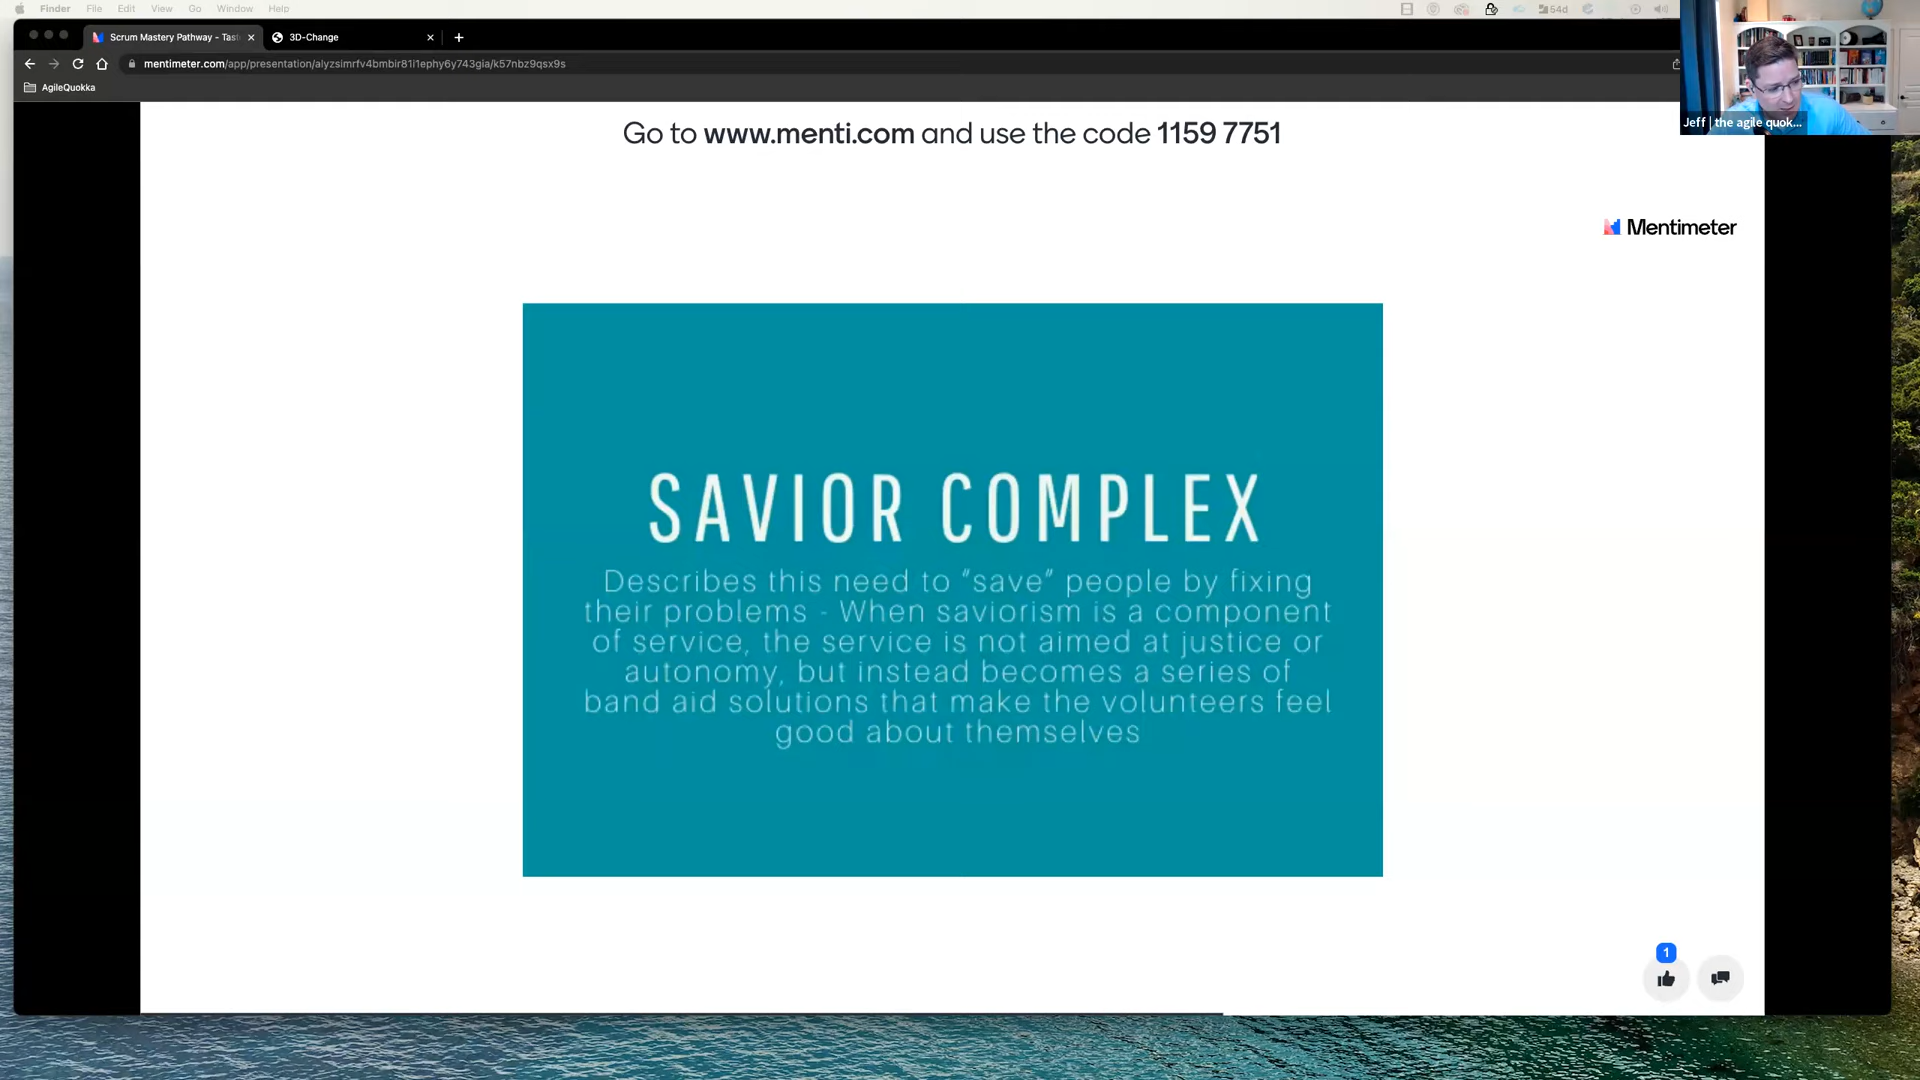 Finder File Edit View Go Window Help
54d
Scrum Mastery Pathway - Tast
3D-Change
mentimeter.com/app/presentation/alyzsimrfv4bmbir81i1ephy6y743gia/k57nbz9qsx9s
AgileQuokka
Jeff | the agile quok...
Go to www.menti.com and use the code 1159 7751
Mentimeter
SAVIOR COMPLEX
Describes this need to “save” people by fixing
their problems - When saviorism is a component
of service, the service is not aimed at justice or
autonomy, but instead becomes a series of
band aid solutions that make the volunteers feel
good about themselves
1